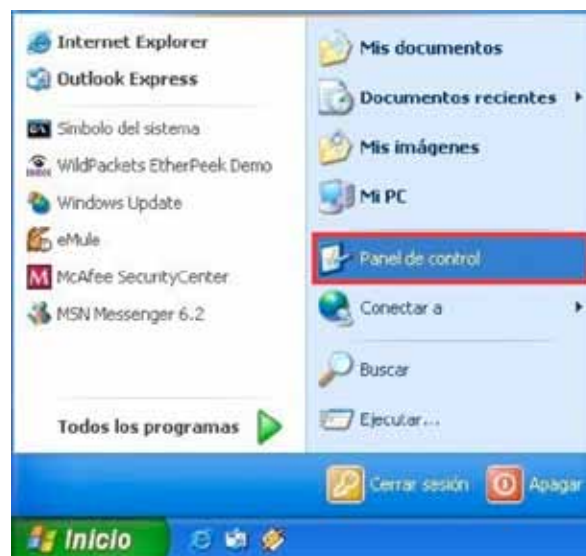 Internet Explorer
Outlook Express
Símbolo del sistema
WildPackets EtherPeek Demo
Windows Update
eMule
McAfee SecurityCenter
MSN Messenger 6.2
Todos los programas
Mis documentos
Documentos recientes
Mis imágenes
Mi PC
Panel de control
Conectar a
Buscar
Ejecutar...
Cerrar sesión
Apagar
Inicio